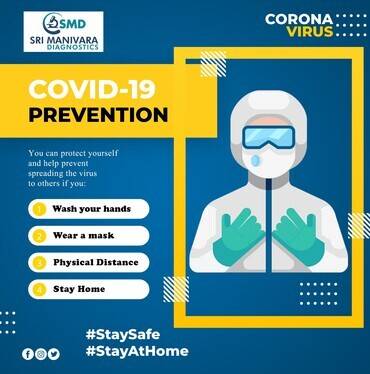 SMD
SRI MANIVARA
DIAGNOSTICS
CORONA
VIRUS
COVID-19
PREVENTION
You can protect yourself
and help prevent
spreading the virus
to others if you:
1 Wash your hands
2 Wear a mask
3 Physical Distance
4 Stay Home
#StaySafe
#StayAtHome